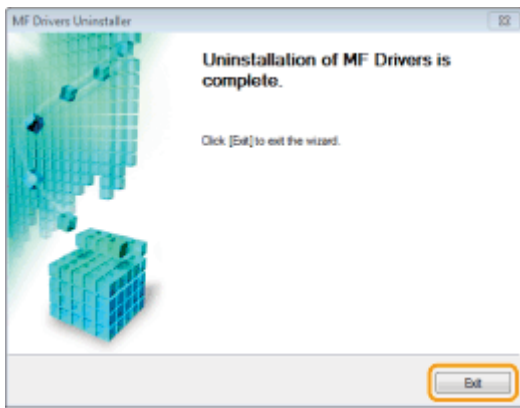 MF Drivers Uninstaller
Uninstallation of MF Drivers is
complete.
Click [Exit] to exit the wizard.
Exit